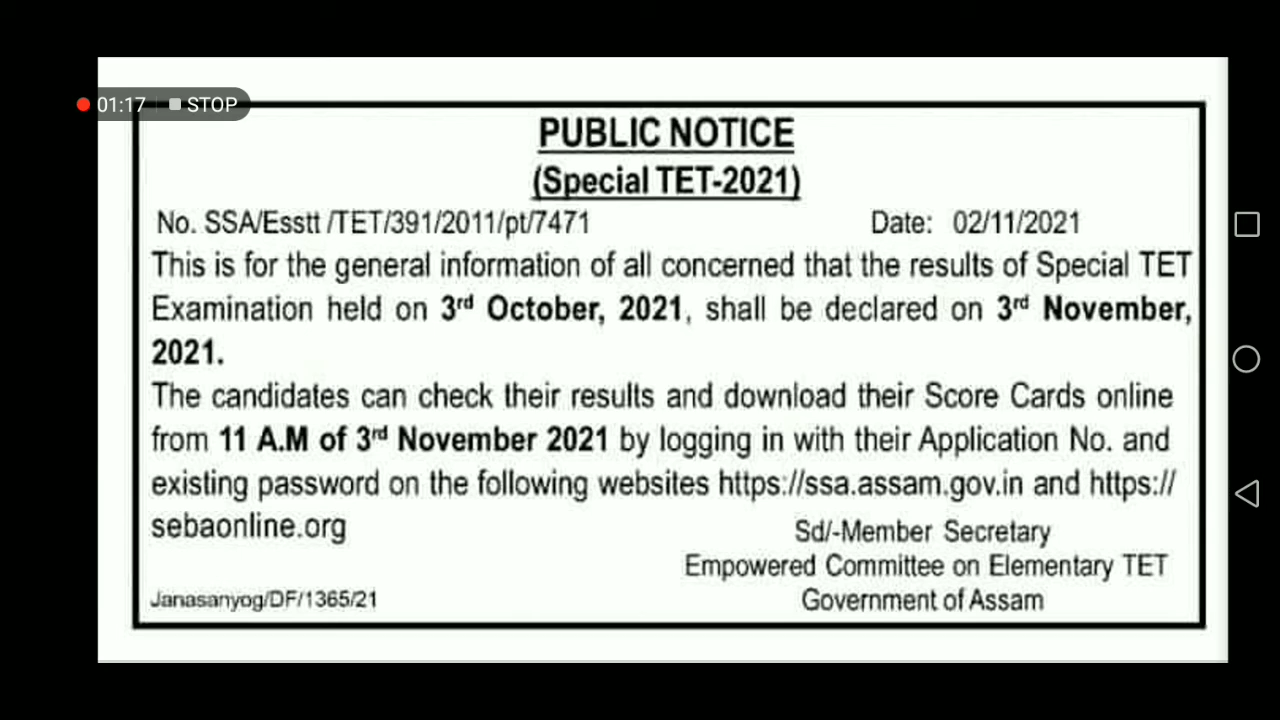 01:17 STOP
PUBLIC NOTICE
(Special TET-2021)
No. SSA/Esstt /TET/391/2011/pt/7471 Date: 02/11/2021
This is for the general information of all concerned that the results of Special TET
Examination held on 3rd October, 2021, shall be declared on 3rd November,
2021.
The candidates can check their results and download their Score Cards online
from 11 A.M of 3rd November 2021 by logging in with their Application No. and
existing password on the following websites https://ssa.assam.gov.in and https://
sebaonline.org
Sd/-Member Secretary
Empowered Committee on Elementary TET
Janasanyog/DF/1365/21 Government of Assam